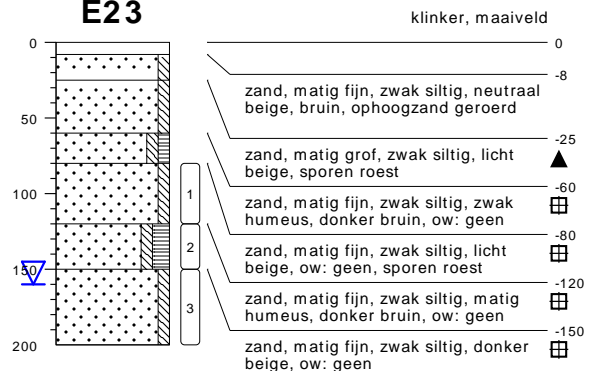 E23
klinker, maaiveld
0
0
-8
zand, matig fijn, zwak siltig, neutraal
beige, bruin, ophoogzand geroerd
50
-25
zand, matig grof, zwak siltig, licht
beige, sporen roest
-60
100
1
zand, matig fijn, zwak siltig, zwak
humeus, donker bruin, ow: geen
-80
2
zand, matig fijn, zwak siltig, licht
beige, ow: geen, sporen roest
150
-120
3
zand, matig fijn, zwak siltig, matig
humeus, donker bruin, ow: geen
-150
200
zand, matig fijn, zwak siltig, donker
beige, ow: geen